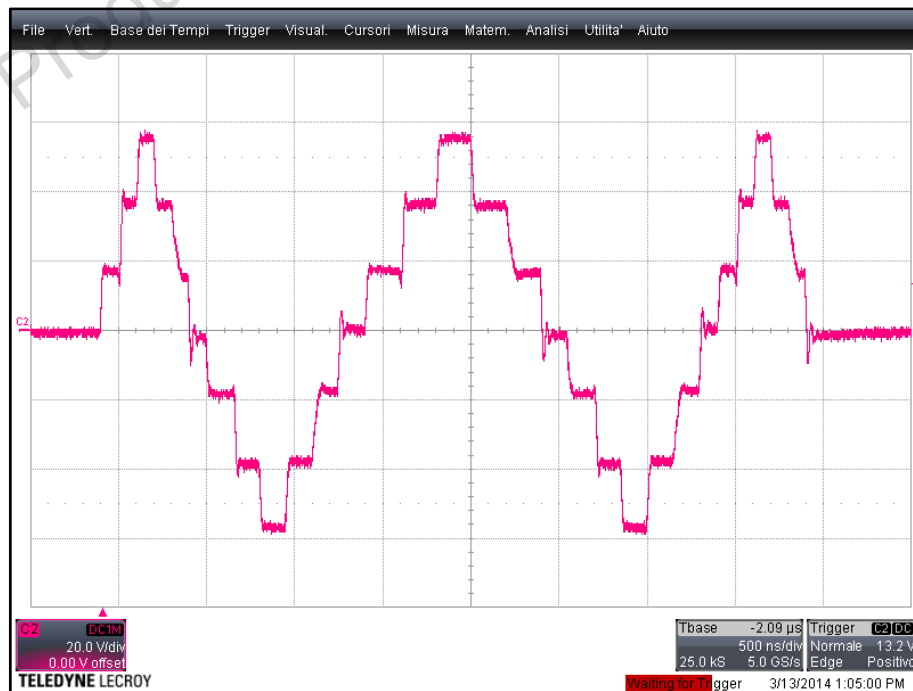 File Vert. Base dei Tempi Trigger Visual. Cursori Misura Matem. Analisi Utilita' Aiuto
C2
C2 DC1M
20.0 V/div
0.00 V offset
Tbase -2.09 µs
500 ns/div
25.0 kS 5.0 GS/s
Trigger C2 DC
Normale 13.2 V
Edge Positivo
TELEDYNE LECROY
Waiting for Trigger 3/13/2014 1:05:00 PM